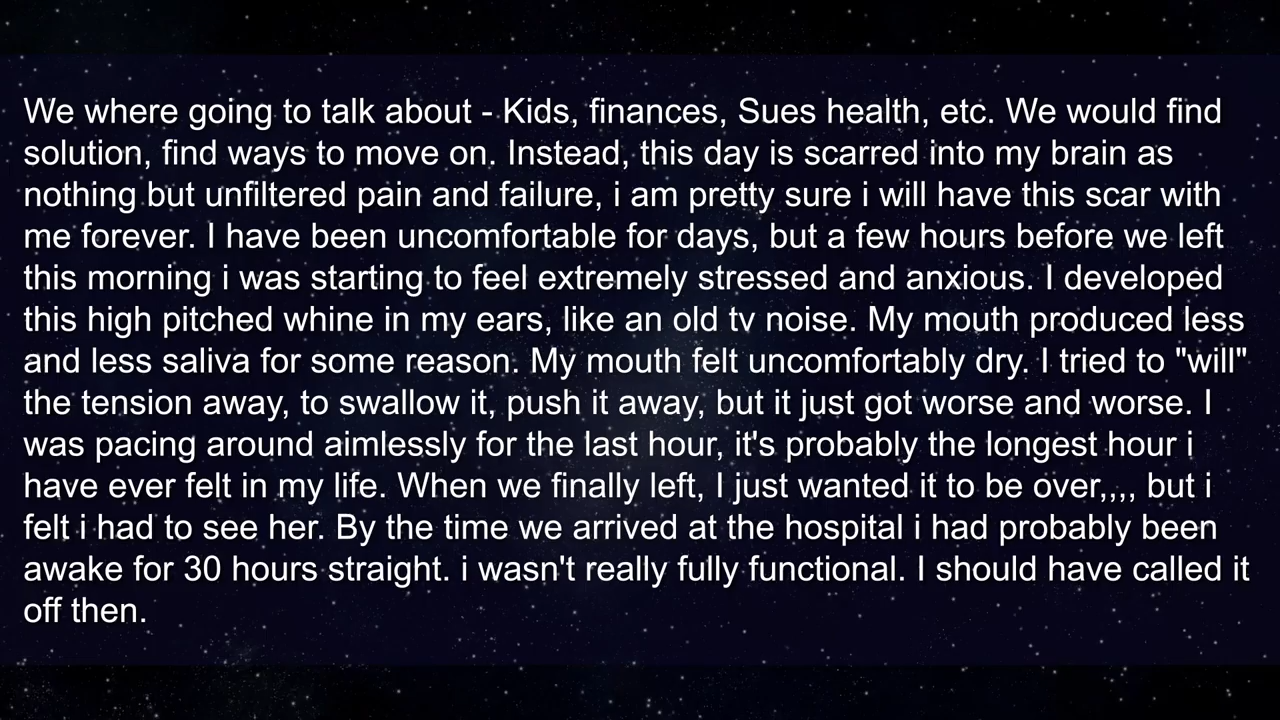 We where going to talk about - Kids, finances, Sues health, etc. We would find
solution, find ways to move on. Instead, this day is scarred into my brain as
nothing but unfiltered pain and failure, i am pretty sure i will have this scar with
me forever. I have been uncomfortable for days, but a few hours before we left
this morning i was starting to feel extremely stressed and anxious. I developed
this high pitched whine in my ears, like an old tv noise. My mouth produced less
and less saliva for some reason. My mouth felt uncomfortably dry. I tried to "will"
the tension away, to swallow it, push it away, but it just got worse and worse. I
was pacing around aimlessly for the last hour, it's probably the longest hour i
have ever felt in my life. When we finally left, I just wanted it to be over,,,, but i
felt i had to see her. By the time we arrived at the hospital i had probably been
awake for 30 hours straight. i wasn't really fully functional. I should have called it
off then.